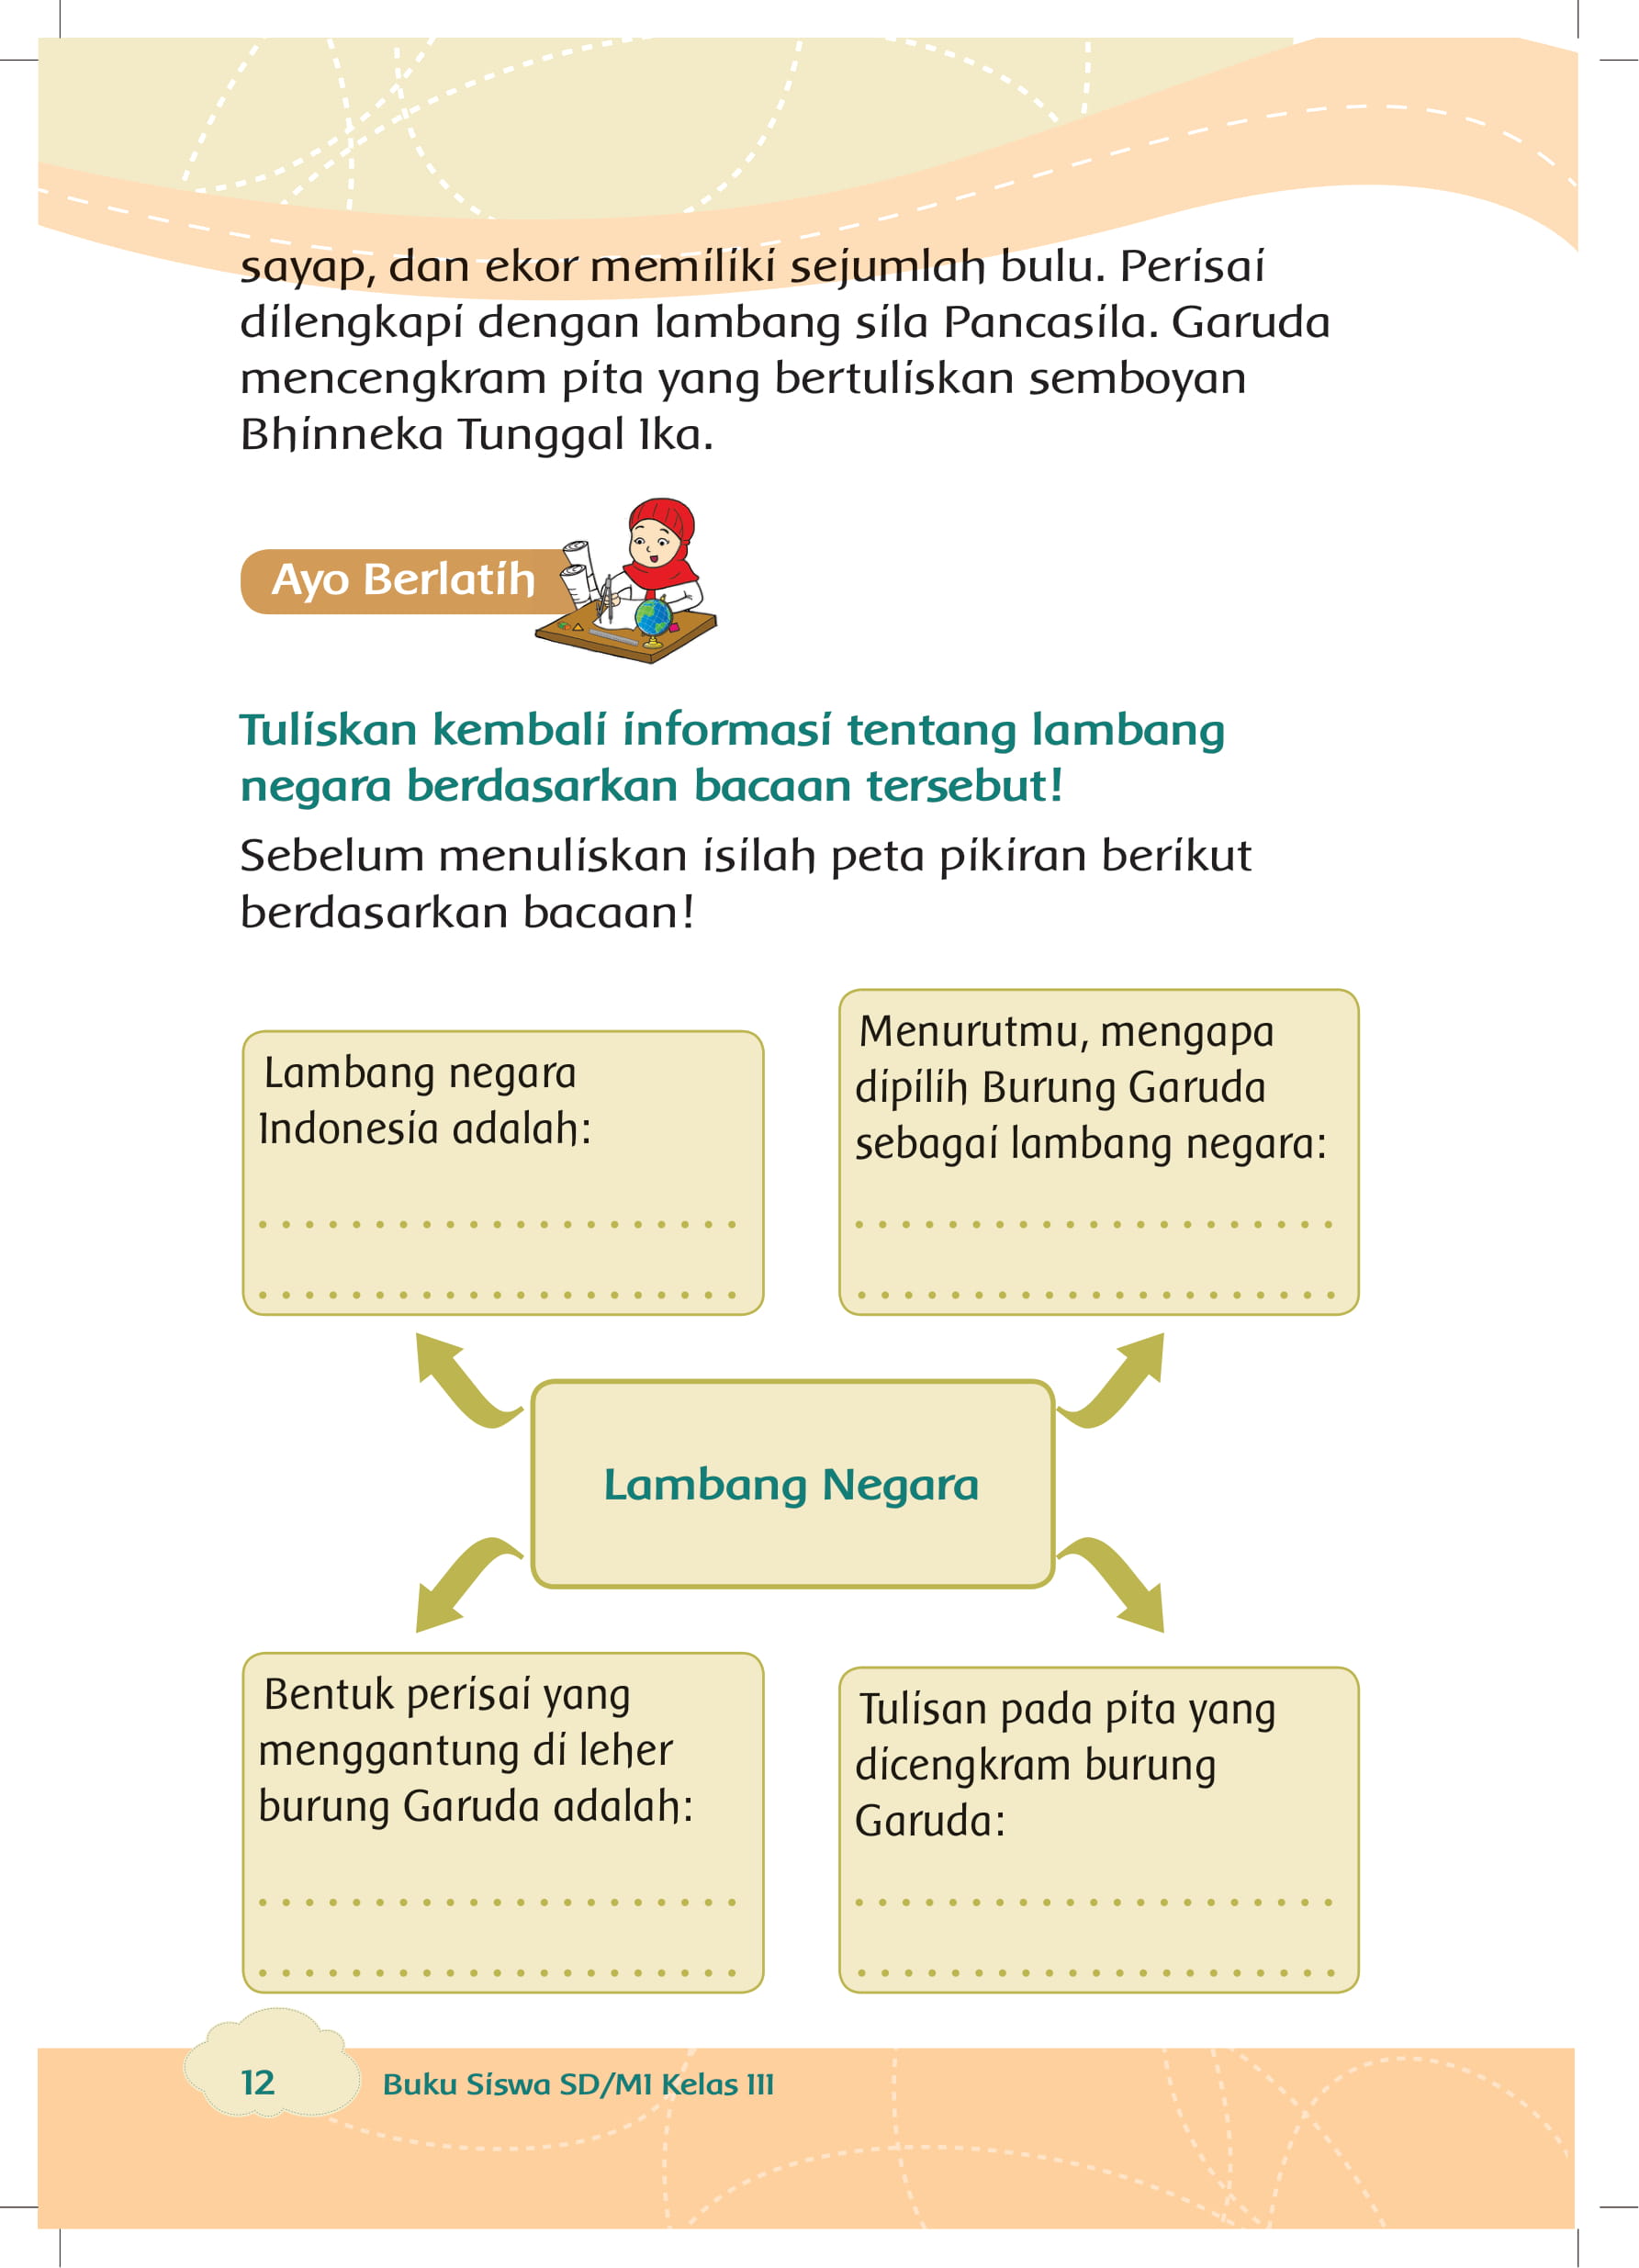 sayap, dan ekor memiliki sejumlah bulu. Perisai
dilengkapi dengan lambang sila Pancasila. Garuda
mencengkram pita yang bertuliskan semboyan
Bhinneka Tunggal Ika.
Ayo Berlatih
Tuliskan kembali informasi tentang lambang
negara berdasarkan bacaan tersebut!
Sebelum menuliskan isilah peta pikiran berikut
berdasarkan bacaan!
Lambang negara
Indonesia adalah:
Menurutmu, mengapa
dipilih Burung Garuda
sebagai lambang negara:
Lambang Negara
Bentuk perisai yang
menggantung di leher
burung Garuda adalah:
Tulisan pada pita yang
dicengkram burung
Garuda:
12 Buku Siswa SD/MI Kelas III